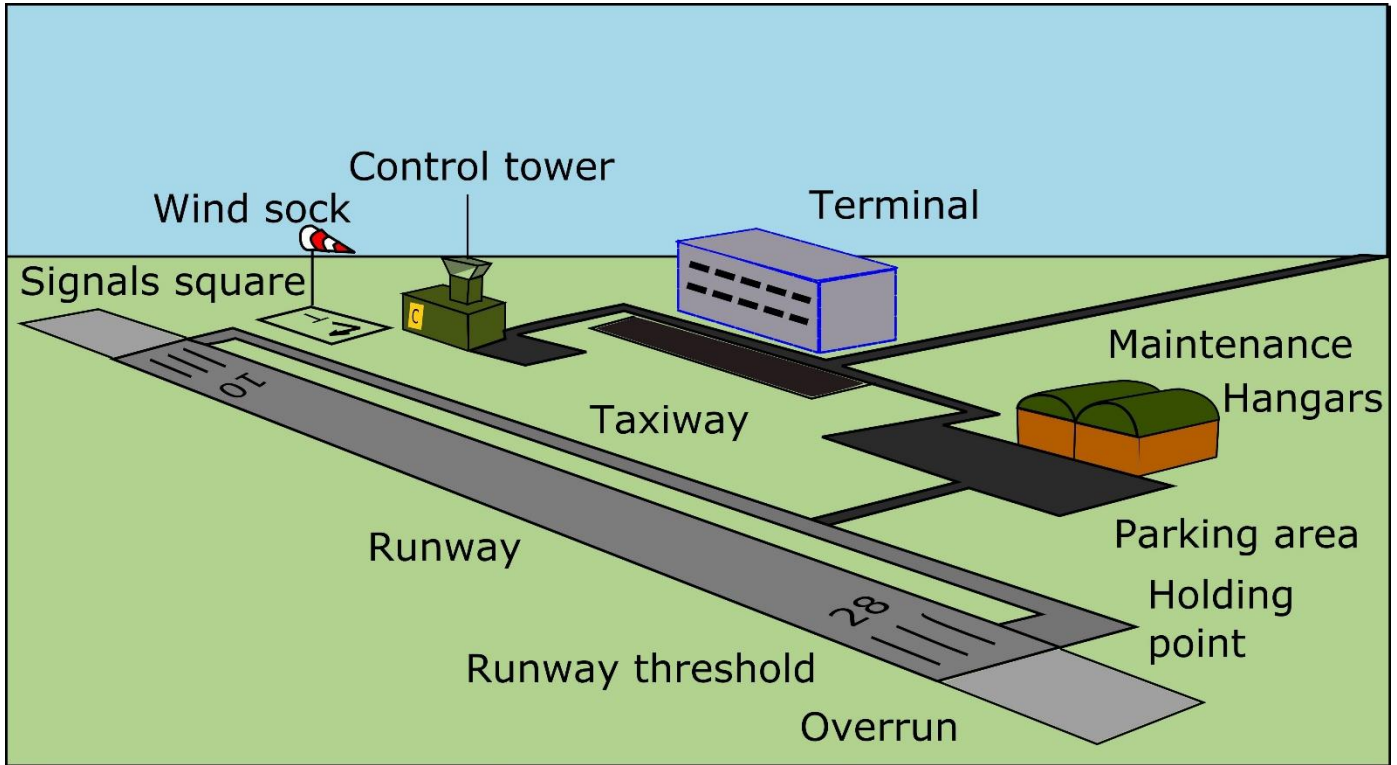 Control tower
Wind sock
Terminal
Signals square
C
Maintenance
Hangars
10
Taxiway
Runway
Parking area
28
Holding
point
Runway threshold
Overrun